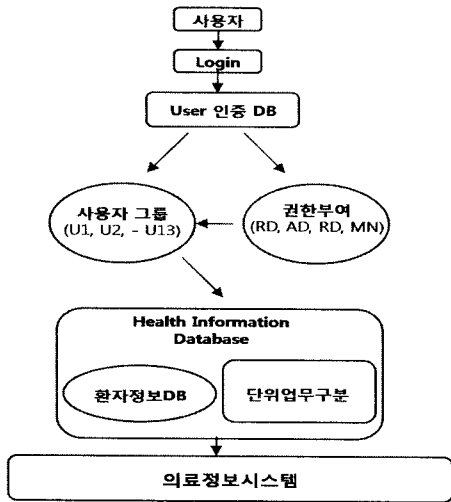 사용자
Login
User 인증 DB
사용자 그룹
(U1, U2, - U13)
권한부여
(RD, AD, RD, MN)
Health Information
Database
환자정보DB
단위업무구분
의료정보시스템